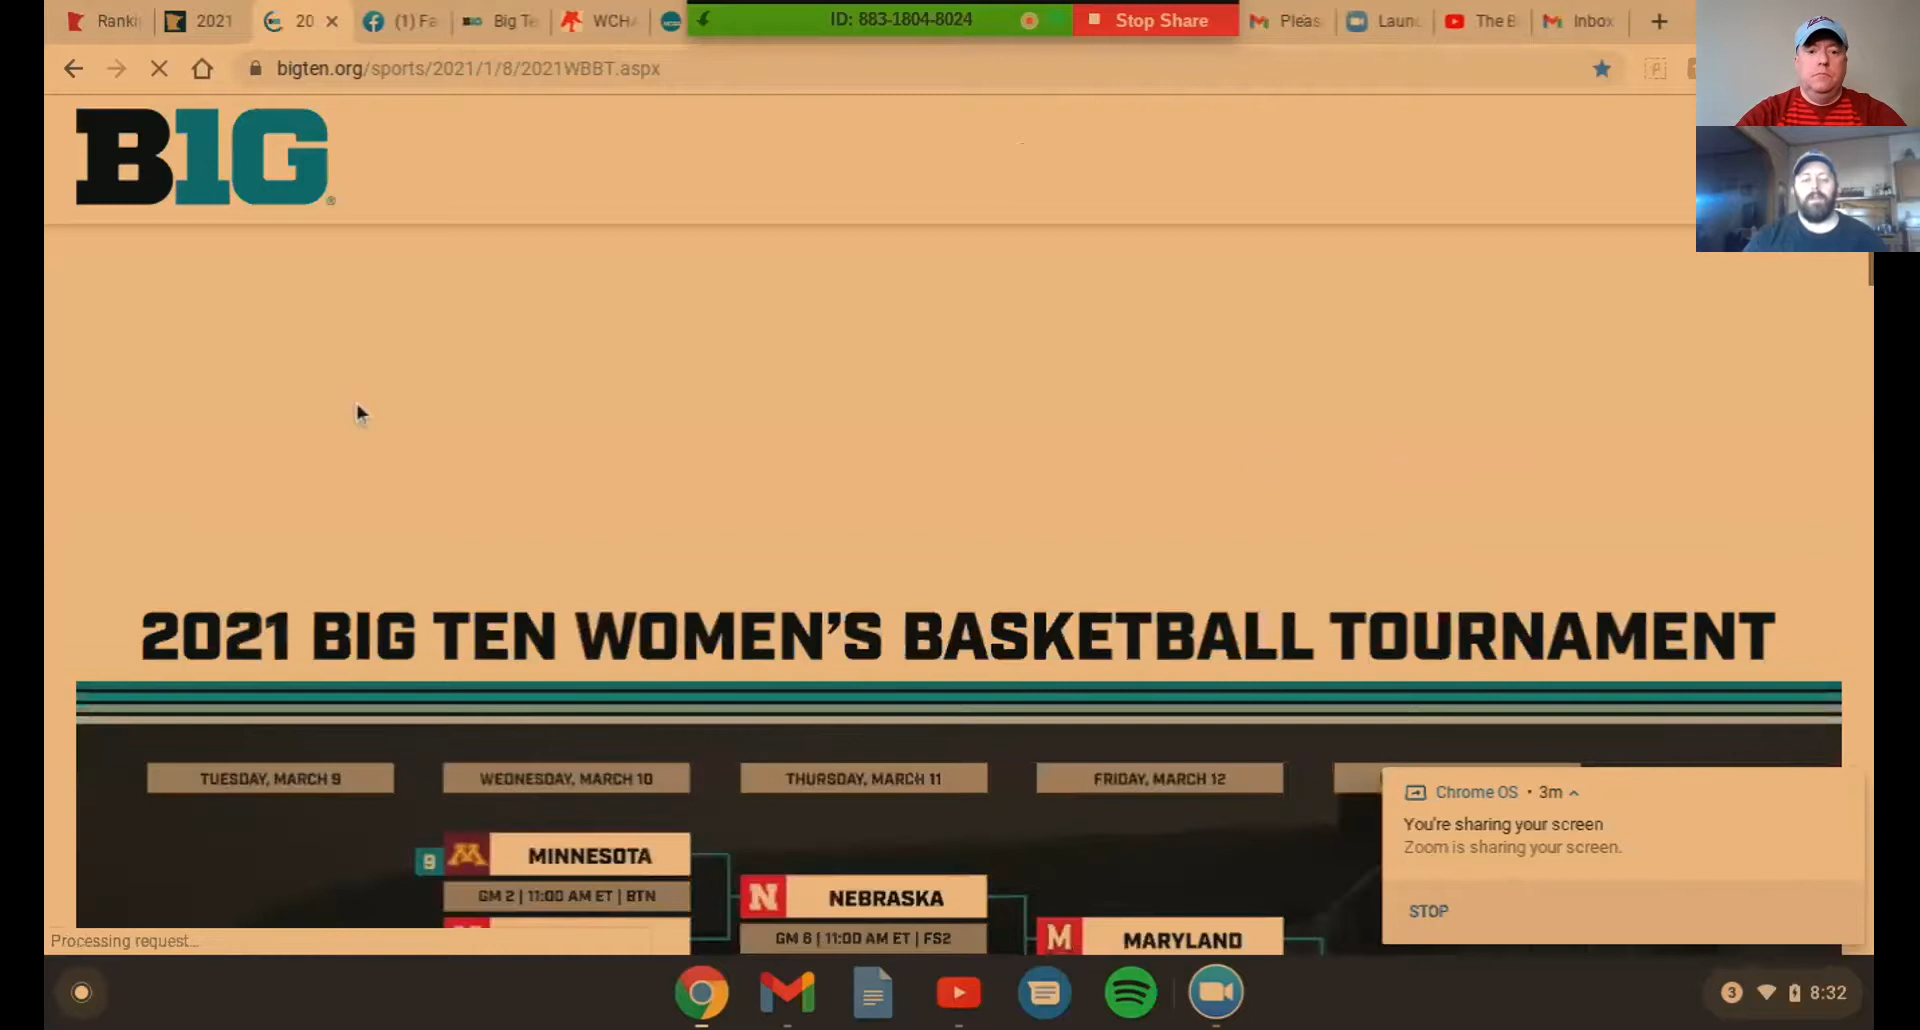 Ranki
2021
20
(1) Fa
Big Te
WCHA
ID: 883-1804-8024
Stop Share
Pleas
Laun
The B
Inbox
bigten.org/sports/2021/1/8/2021WBBT.aspx
B1G
2021 BIG TEN WOMEN'S BASKETBALL TOURNAMENT
TUESDAY, MARCH 9
WEDNESDAY, MARCH 10
THURSDAY, MARCH 11
FRIDAY, MARCH 12
9 MINNESOTA
GM 2 | 11:00 AM ET | BTN
N NEBRASKA
GM 6 | 11:00 AM ET | FS2
M MARYLAND
Chrome OS • 3m
You're sharing your screen
Zoom is sharing your screen.
STOP
Processing request...
3 8:32